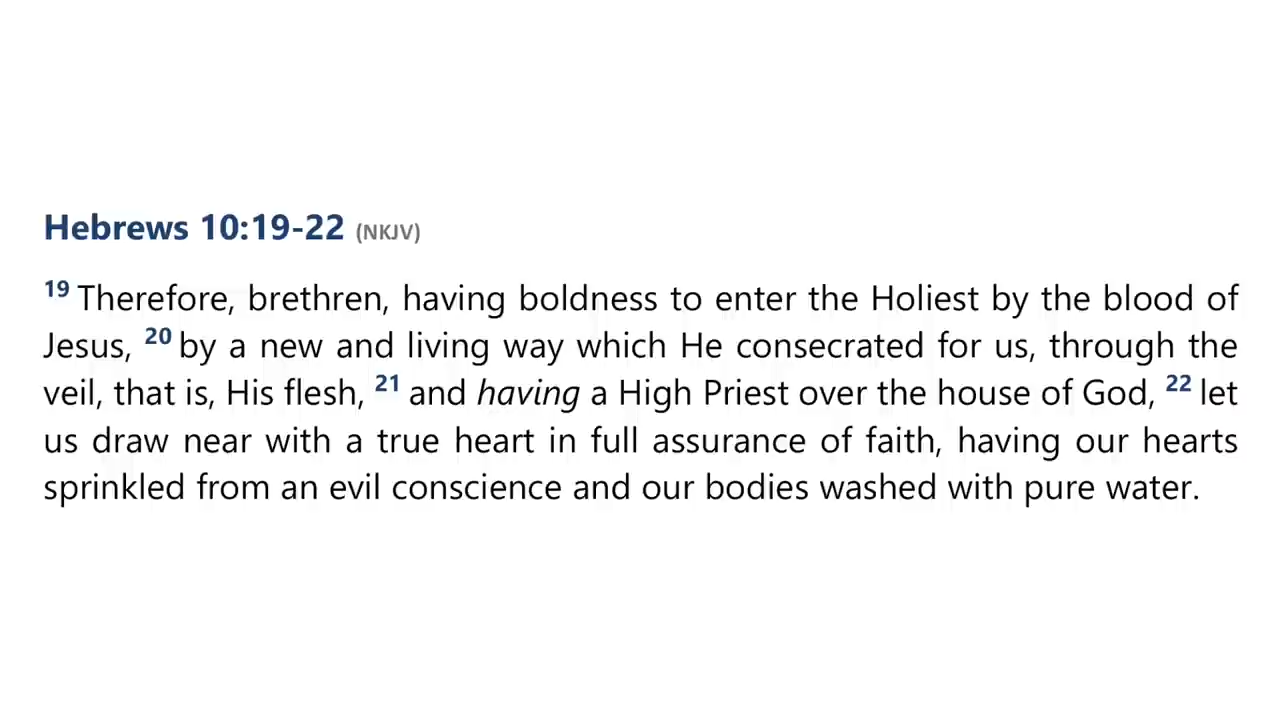 Hebrews 10:19-22 (NKJV)
19 Therefore, brethren, having boldness to enter the Holiest by the blood of
Jesus, 20 by a new and living way which He consecrated for us, through the
veil, that is, His flesh, 21 and having a High Priest over the house of God, 22 let
us draw near with a true heart in full assurance of faith, having our hearts
sprinkled from an evil conscience and our bodies washed with pure water.